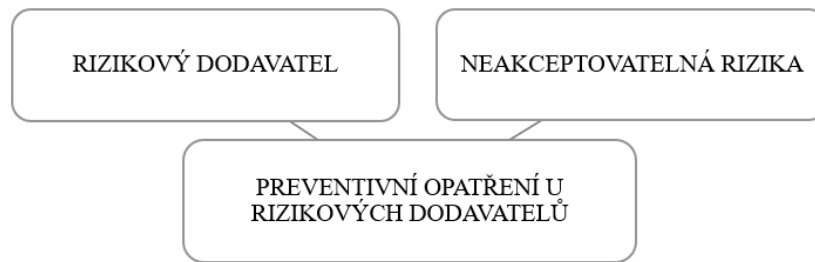 RIZIKOVÝ DODAVATEL
NEAKCEPTOVATELNÁ RIZIKA
PREVENTIVNÍ OPATŘENÍ U
RIZIKOVÝCH DODAVATELŮ